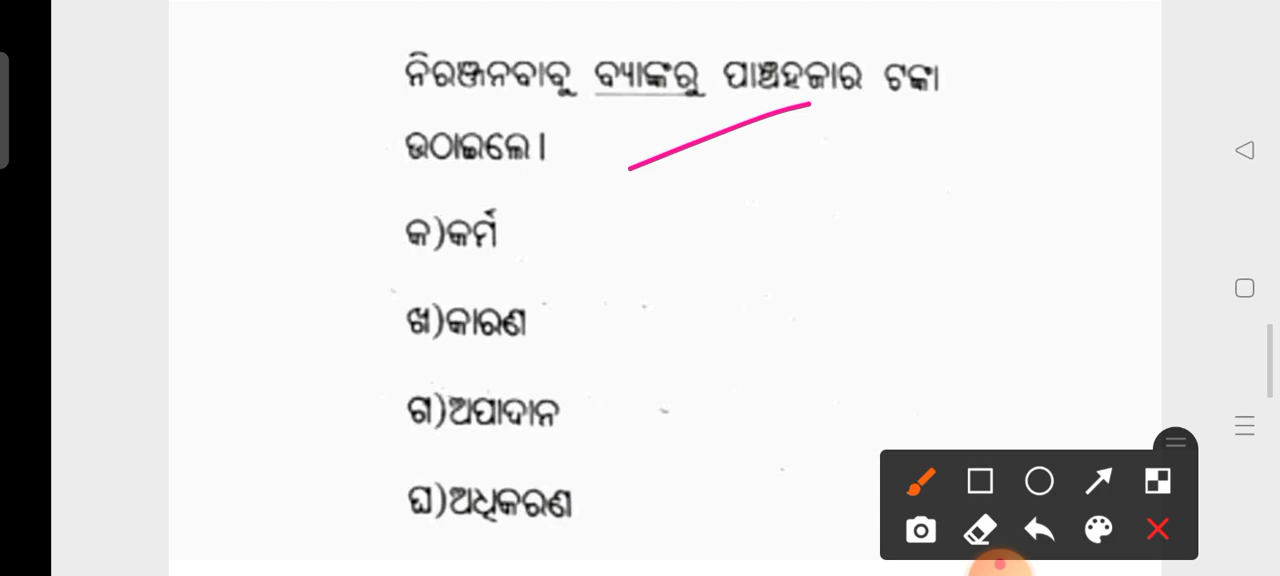 ନିରଞ୍ଜନବାବୁ ବ୍ୟାଙ୍କରୁ ପାଞ୍ଚହଜାର ଟଙ୍କା
ଉଠାଇଲେ।
କ)କର୍ମ
ଖ)କାରଣ
ଗ)ଅପାଦାନ
ଘ)ଅଧିକରଣ